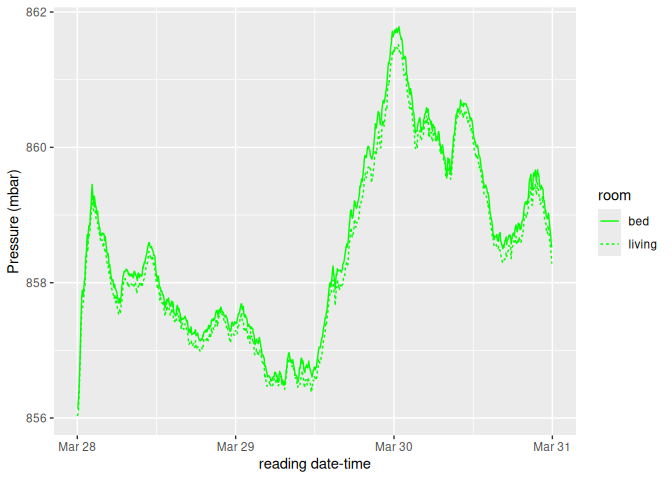 862
860
858
856
Pressure (mbar)
Mar 28
Mar 29
Mar 30
Mar 31
reading date-time
room
bed
living